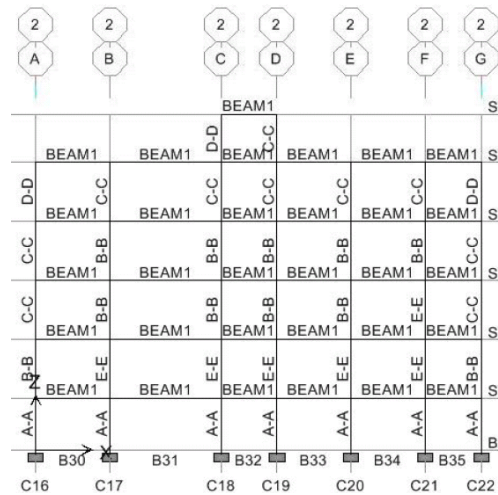 2 2 2 2 2 2 2
A B C D E F G
BEAM1 S
D-D C-C
BEAM1 BEAM1 BEAM1 BEAM1 BEAM1 BEAM1 S
D-D C-C C-C C-C C-C C-C D-D
BEAM1 BEAM1 BEAM1 BEAM1 BEAM1 BEAM1 S
C-C B-B B-B B-B B-B B-B C-C
BEAM1 BEAM1 BEAM1 BEAM1 BEAM1 BEAM1 S
C-C B-B B-B B-B B-B E-E C-C
BEAM1 BEAM1 BEAM1 BEAM1 BEAM1 BEAM1 S
B-B E-E E-E E-E E-E E-E B-B
Z
BEAM1 BEAM1 BEAM1 BEAM1 BEAM1 BEAM1 S
A-A A-A A-A A-A A-A A-A A-A
X B
B30 B31 B32 B33 B34 B35
C16 C17 C18 C19 C20 C21 C22